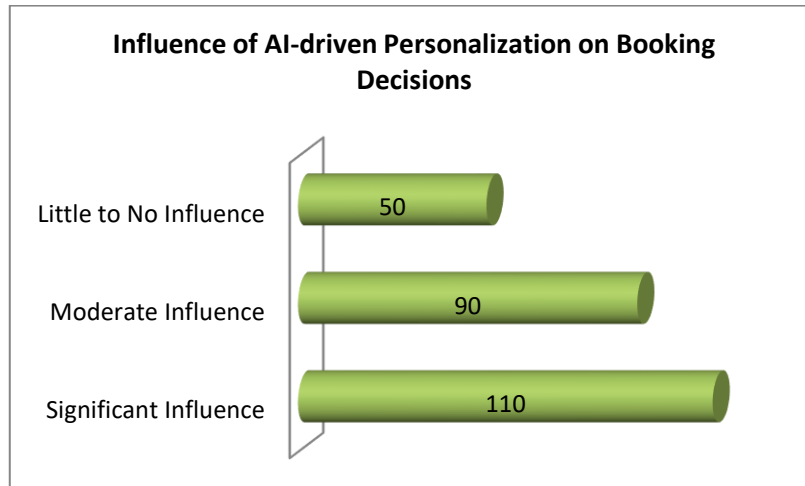 Influence of AI-driven Personalization on Booking
Decisions
Little to No Influence
50
Moderate Influence
90
Significant Influence
110